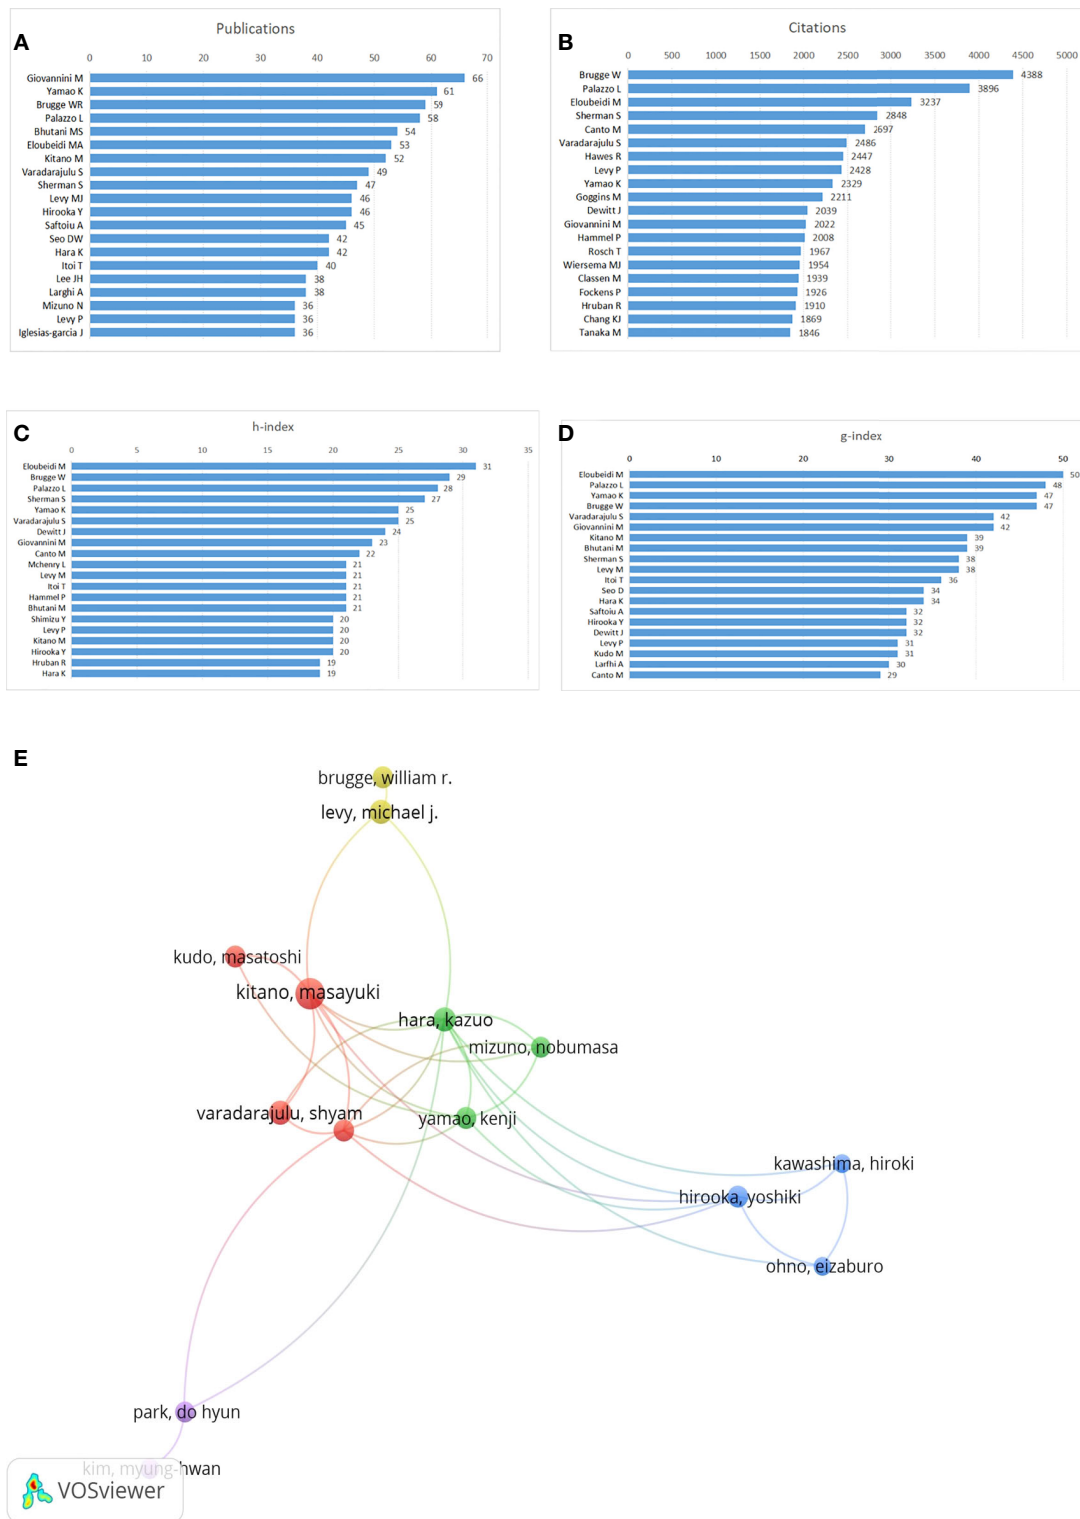 A
Publications
0 10 20 30 40 50 60 70
Giovannini M 66
Yamao K 61
Brugge WR 59
Palazzo L 58
Bhutani MS 54
Eloubeidi MA 53
Kitano M 52
Varadarajulu S 49
Sherman S 47
Levy MJ 46
Hirooka Y 46
Saftoiu A 45
Seo DW 42
Hara K 42
Itoi T 40
Lee JH 38
Larghi A 38
Mizuno N 36
Levy P 36
Iglesias-garcia J 36
B
Citations
0 500 1000 1500 2000 2500 3000 3500 4000 4500 5000
Brugge W 4388
Palazzo L 3896
Eloubeidi M 3237
Sherman S 2848
Canto M 2697
Varadarajulu S 2486
Hawes R 2447
Levy P 2428
Yamao K 2329
Goggins M 2211
Dewitt J 2039
Giovannini M 2022
Hammel P 2008
Rosch T 1967
Wiersema MJ 1954
Classen M 1939
Fockens P 1926
Hruban R 1910
Chang KJ 1869
Tanaka M 1846
C
h-index
0 5 10 15 20 25 30 35
Eloubeidi M 31
Brugge W 29
Palazzo L 28
Sherman S 27
Yamao K 25
Varadarajulu S 25
Dewitt J 24
Giovannini M 23
Canto M 22
Mchenry L 21
Levy M 21
Itoi T 21
Hammel P 21
Bhutani M 21
Shimizu Y 20
Levy P 20
Kitano M 20
Hirooka Y 20
Hruban R 19
Hara K 19
D
g-index
0 10 20 30 40 50
Eloubeidi M 50
Palazzo L 48
Yamao K 47
Brugge W 47
Varadarajulu S 42
Giovannini M 42
Kitano M 39
Bhutani M 39
Sherman S 38
Levy M 38
Itoi T 36
Seo D 34
Hara K 34
Saftoiu A 32
Hirooka Y 32
Dewitt J 32
Levy P 31
Kudo M 31
Larfhi A 30
Canto M 29
E
brugge, william r.
levy, michael j.
kudo, masatoshi
kitano, masayuki
hara, kazuo
mizuno, nobumasa
varadarajulu, shyam
yamao, kenji
kawashima, hiroki
hirooka, yoshiki
ohno, eizaburo
park, do hyun
kim, myung-hwan
VOSviewer